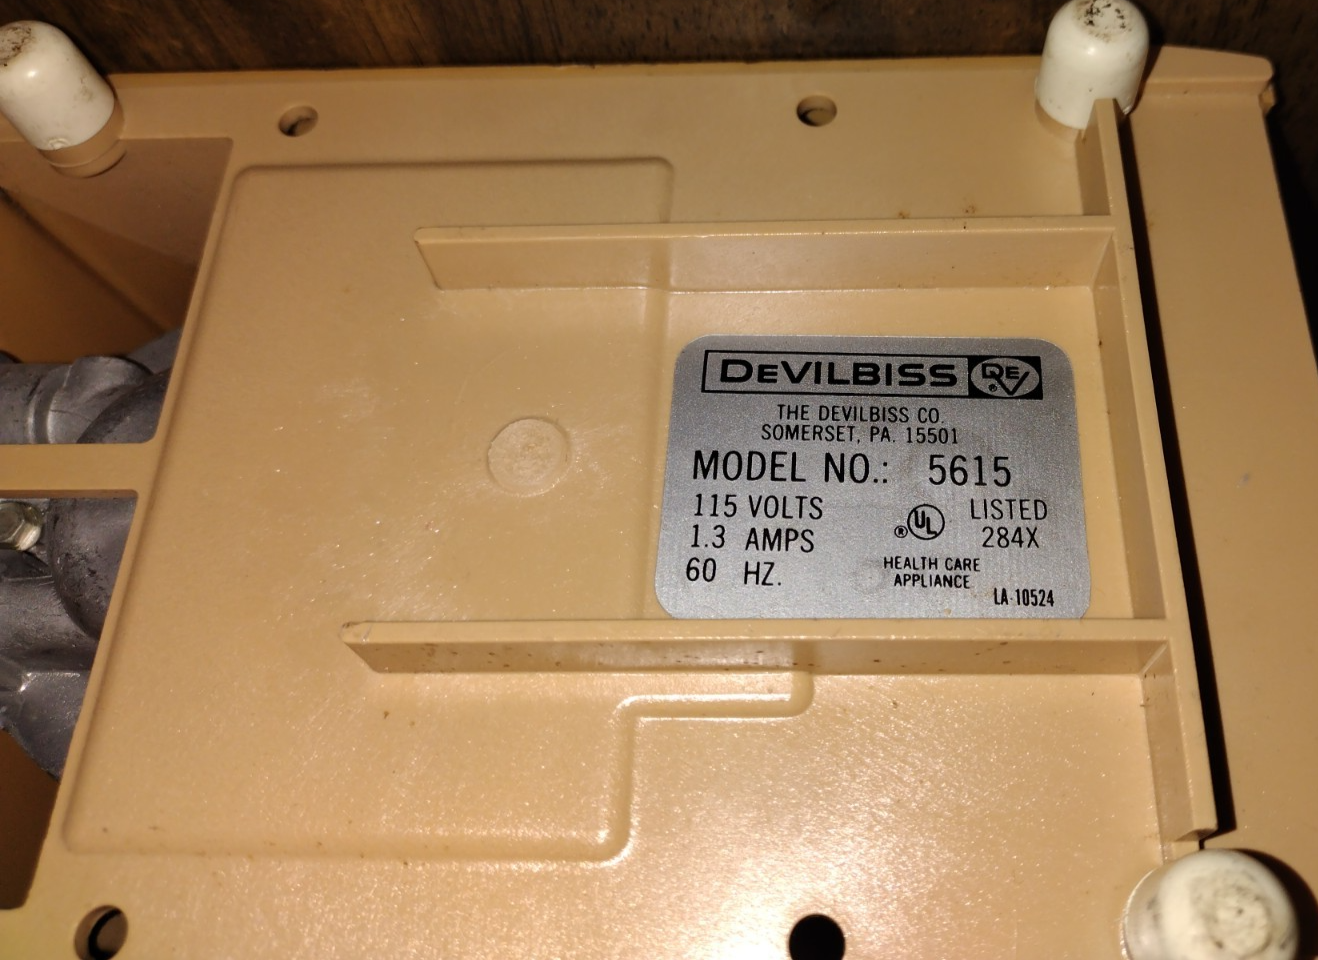 DEVILBISS DEV ®
THE DEVILBISS CO.
SOMERSET, PA. 15501
MODEL NO.: 5615
115 VOLTS
1.3 AMPS
60 HZ.
® UL LISTED
284X
HEALTH CARE
APPLIANCE
LA-10524